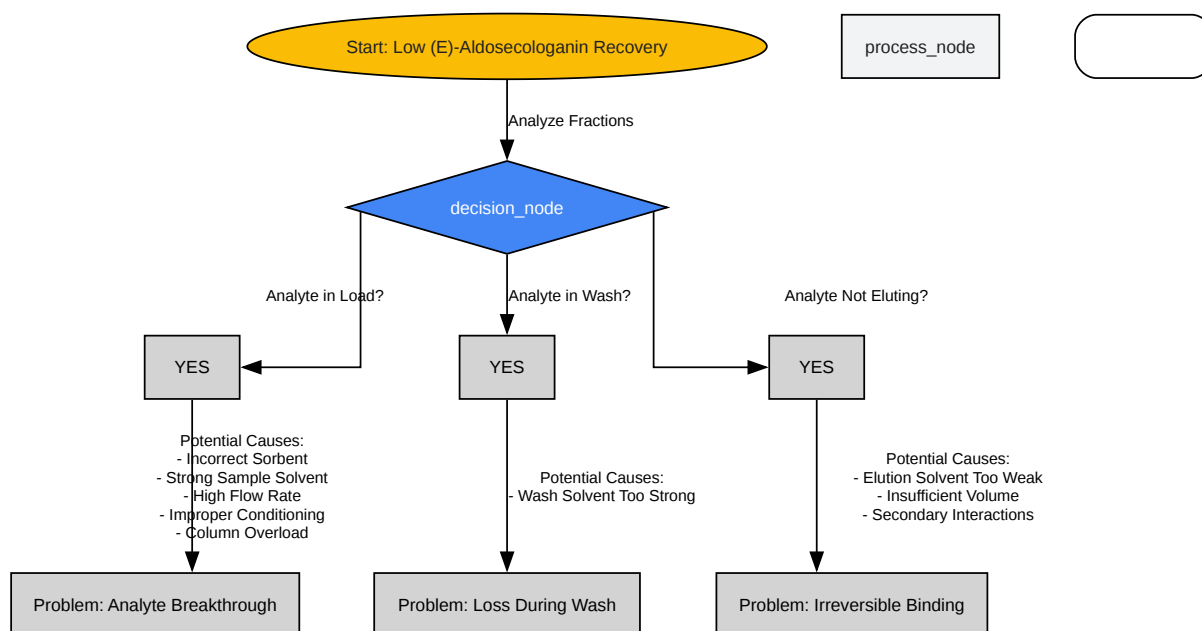 Start: Low (E)-Aldosecologanin Recovery
process_node
Analyze Fractions
decision_node
Analyte in Load?
Analyte in Wash?
Analyte Not Eluting?
YES
YES
YES
Potential Causes:
- Incorrect Sorbent
- Strong Sample Solvent
- High Flow Rate
- Improper Conditioning
- Column Overload
Potential Causes:
- Wash Solvent Too Strong
Potential Causes:
- Elution Solvent Too Weak
- Insufficient Volume
- Secondary Interactions
Problem: Analyte Breakthrough
Problem: Loss During Wash
Problem: Irreversible Binding